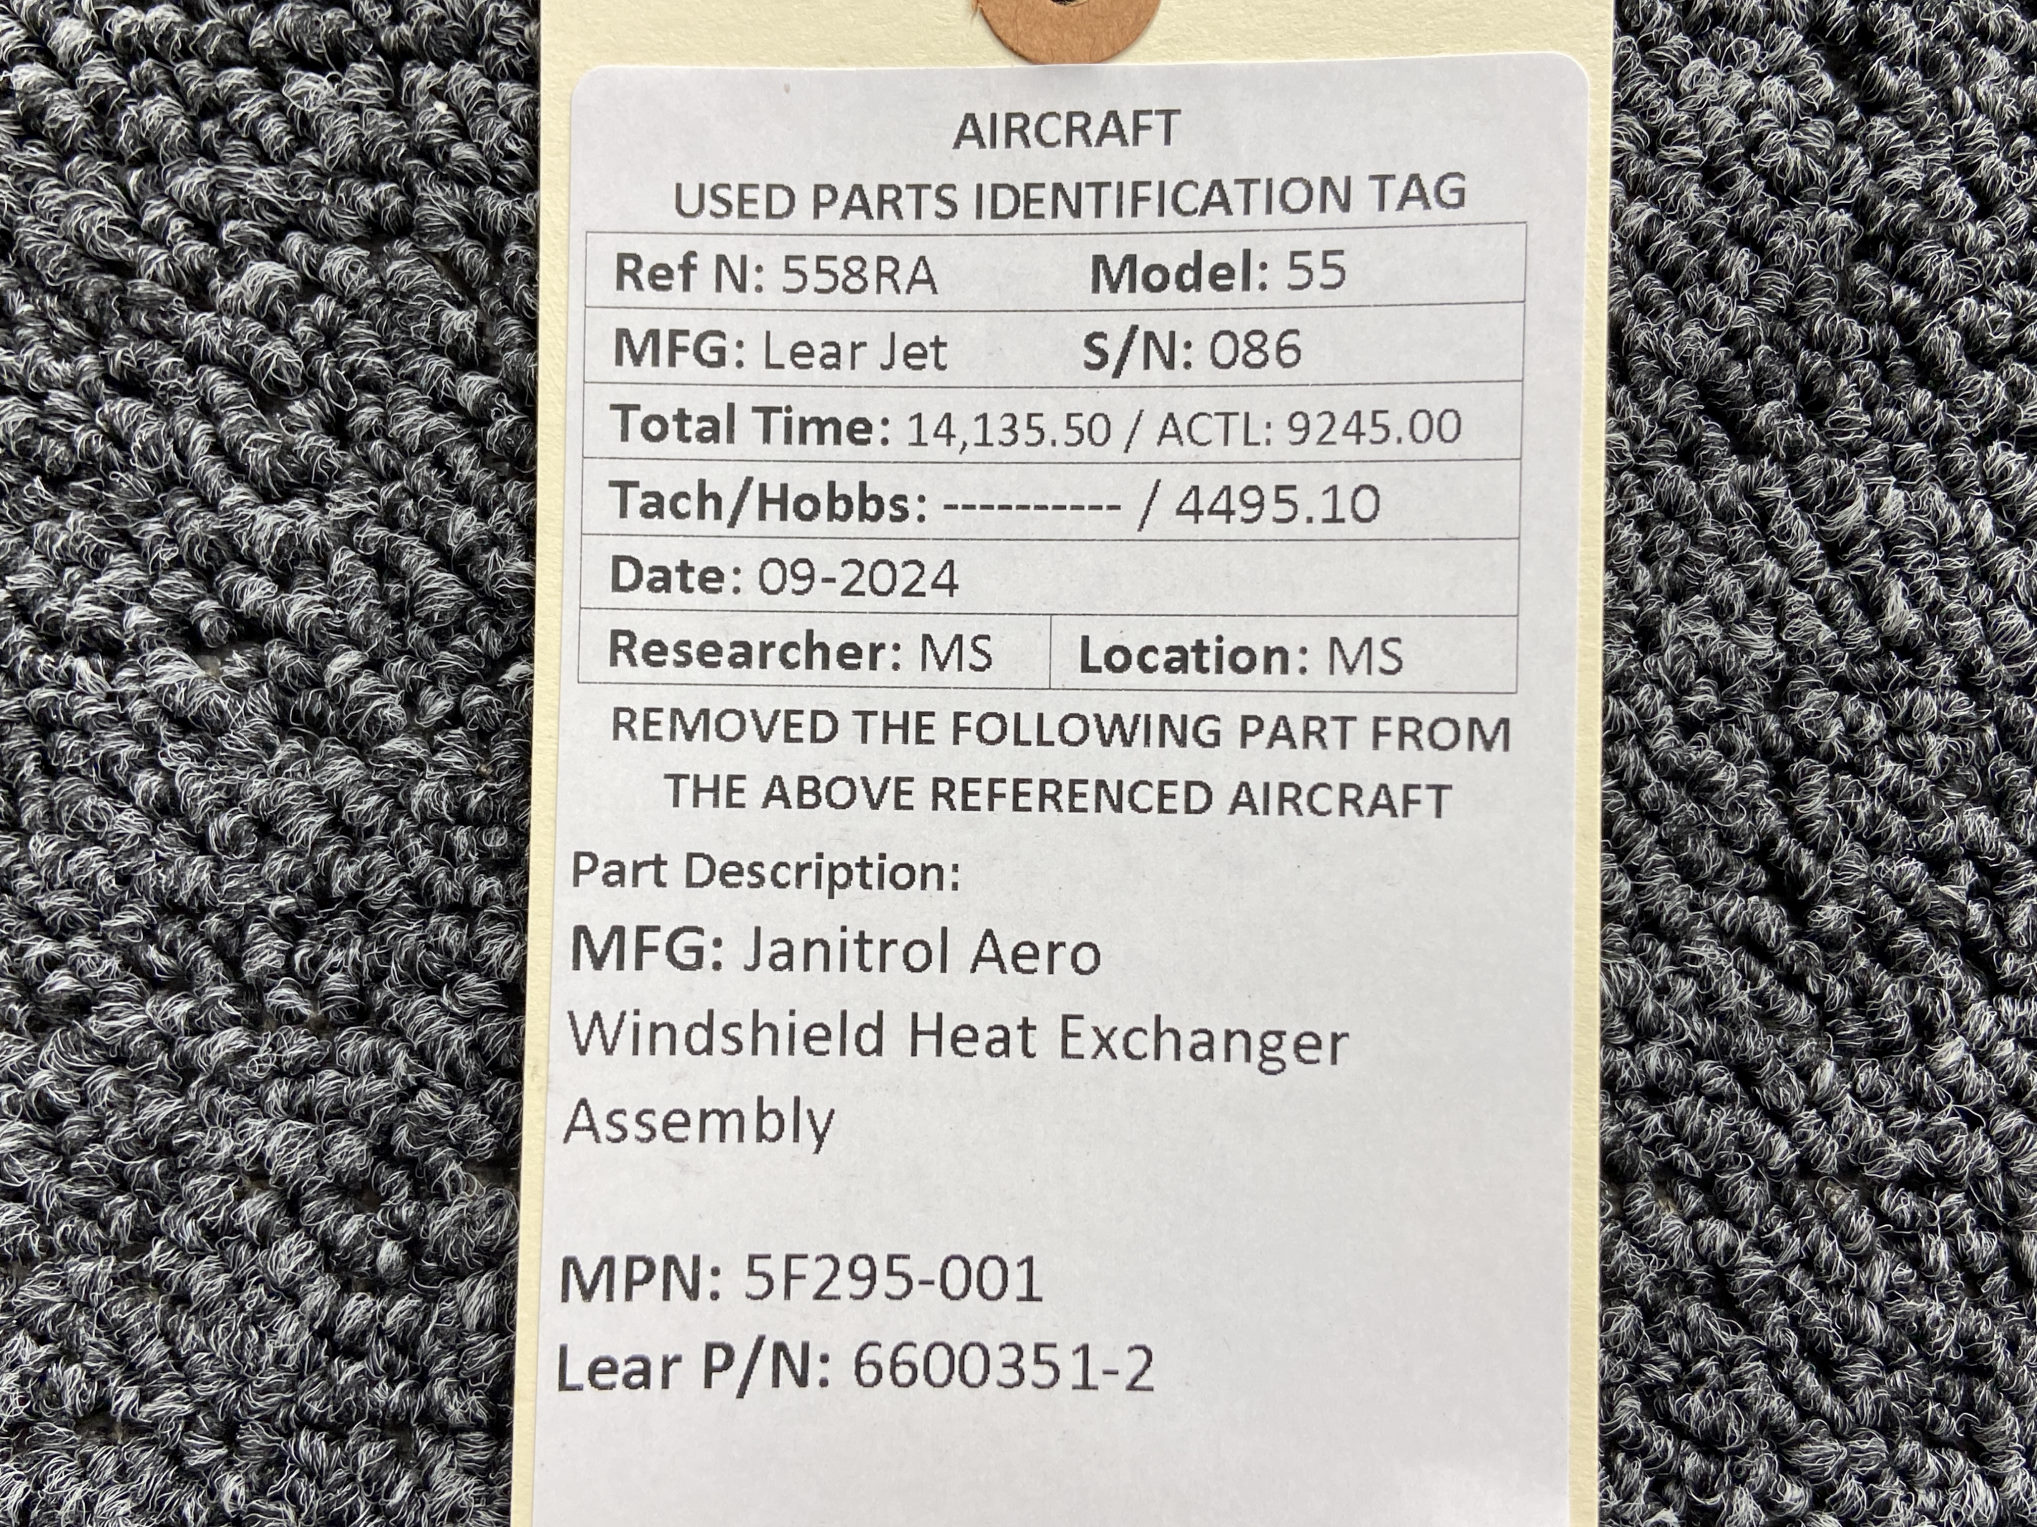 AIRCRAFT
USED PARTS IDENTIFICATION TAG
Ref N: 558RA Model: 55
MFG: Lear Jet S/N: 086
Total Time: 14,135.50 / ACTL: 9245.00
Tach/Hobbs: ---------- / 4495.10
Date: 09-2024
Researcher: MS Location: MS
REMOVED THE FOLLOWING PART FROM
THE ABOVE REFERENCED AIRCRAFT
Part Description:
MFG: Janitrol Aero
Windshield Heat Exchanger
Assembly
MPN: 5F295-001
Lear P/N: 6600351-2